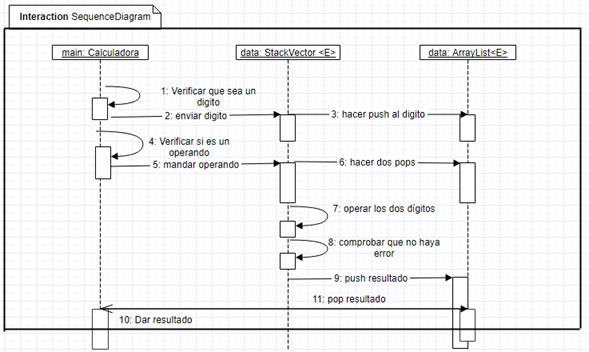 Interaction SequenceDiagram
main: Calculadora
data: StackVector <E>
data: ArrayList<E>
1: Verificar que sea un
digito
2: enviar digito
3: hacer push al digito
4: Verificar si es un
operando
5: mandar operando
6: hacer dos pops
7: operar los dos dígitos
8: comprobar que no haya
error
9: push resultado
11: pop resultado
10: Dar resultado